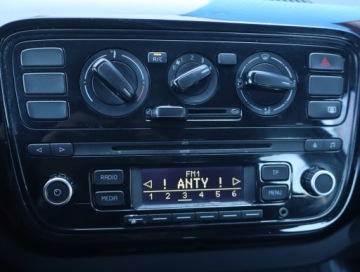 A/C
RADIO
MEDIA
FM1
! ANTY !
1 2 3 4 5 6
TP
MENU